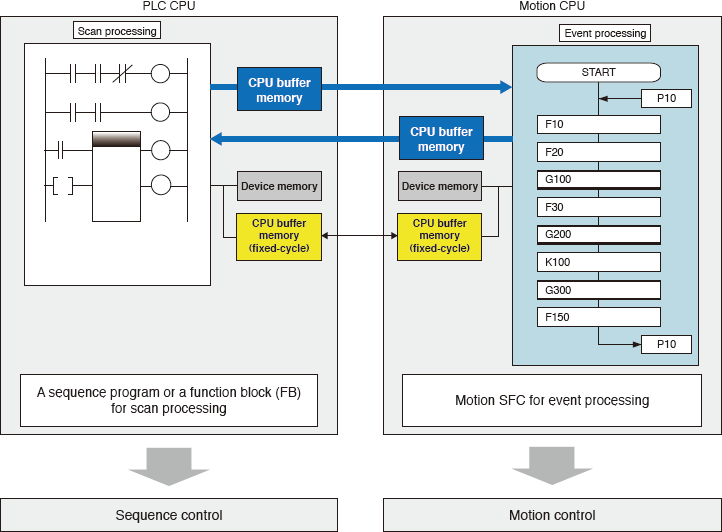 PLC CPU
Scan processing
CPU buffer
memory
CPU buffer
memory
Device memory
CPU buffer
memory
(fixed-cycle)
A sequence program or a function block (FB)
for scan processing
Sequence control
Motion CPU
Event processing
START
P10
F10
F20
G100
F30
G200
K100
G300
F150
P10
Device memory
CPU buffer
memory
(fixed-cycle)
Motion SFC for event processing
Motion control